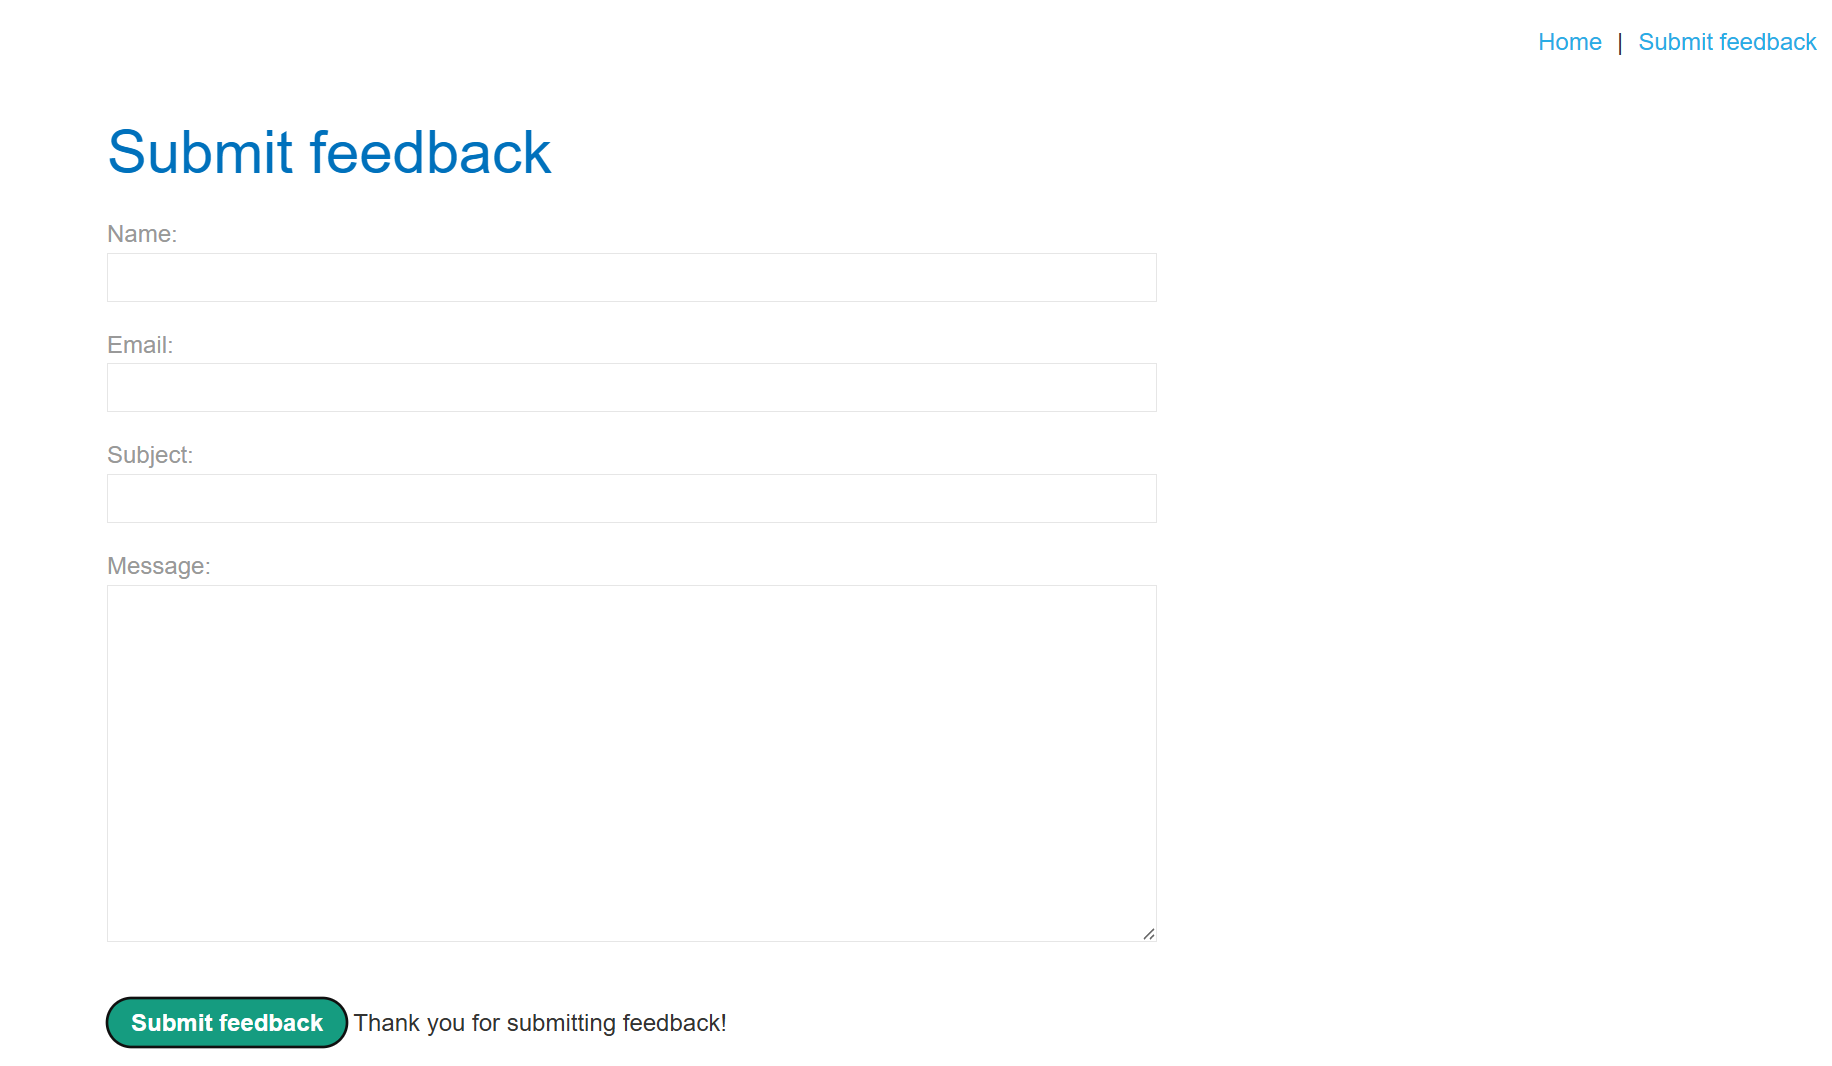 Home | Submit feedback
Submit feedback
Name:
Email:
Subject:
Message:
Submit feedback Thank you for submitting feedback!